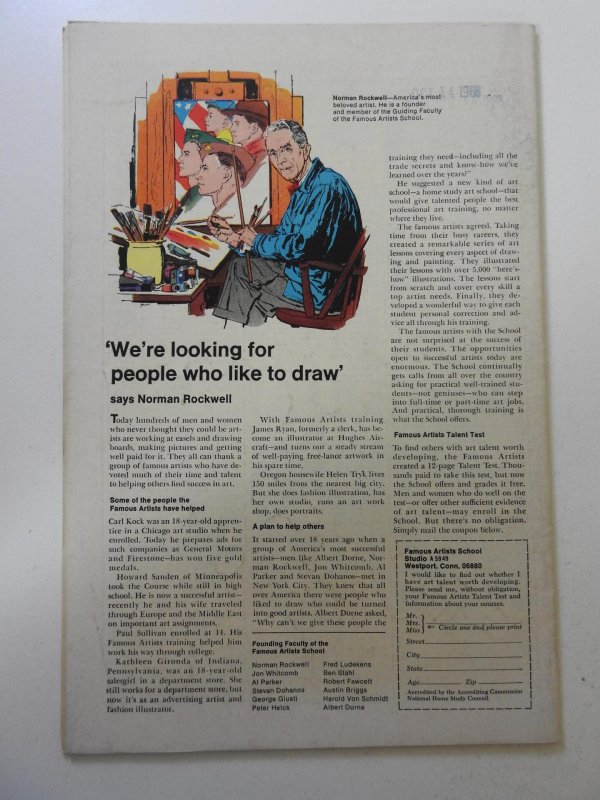 Norman Rockwell—America's most
beloved artist. He is a founder
and member of the Guiding Faculty
of the Famous Artists School.
4 1968
'We're looking for
people who like to draw'
says Norman Rockwell
Today hundreds of men and women
who never thought they could be art-
ists are working at easels and drawing
boards, making pictures and getting
well paid for it. They all can thank a
group of famous artists who have de-
voted much of their time and talent
to helping others find success in art.
Some of the people the
Famous Artists have helped
Carl Kock was an 18-year-old appren-
tice in a Chicago art studio when he
enrolled. Today he prepares ads for
such companies as General Motors
and Firestone—has won five gold
medals.
Howard Sanden of Minneapolis
took the Course while still in high
school. He is now a successful artist—
recently he and his wife traveled
through Europe and the Middle East
on important art assignments.
Paul Sullivan enrolled at 14. His
Famous Artists training helped him
work his way through college.
Kathleen Gironda of Indiana,
Pennsylvania, was an 18-year-old
salesgirl in a department store. She
still works for a department store, but
now it's as an advertising artist and
fashion illustrator.
With Famous Artists training
James Ryan, formerly a clerk, has be-
come an illustrator at Hughes Air-
craft—and turns out a steady stream
of well-paying free-lance artwork in
his spare time.
Oregon housewife Helen Tryk lives
150 miles from the nearest big city.
But she does fashion illustration, has
her own studio, runs an art work
shop, does portraits.
A plan to help others
It started over 18 years ago when a
group of America's most successful
artists—men like Albert Dorne, Nor-
man Rockwell, Jon Whitcomb, Al
Parker and Stevan Dohanos—met in
New York City. They knew that all
over America there were people who
liked to draw who could be turned
into good artists. Albert Dorne asked,
"Why can't we give these people the
Founding Faculty of the
Famous Artists School
Norman Rockwell
Jon Whitcomb
Al Parker
Stevan Dohanos
George Giusti
Peter Helck
Fred Ludekens
Ben Stahl
Robert Fawcett
Austin Briggs
Harold Von Schmidt
Albert Dorne
training they need—including all the
trade secrets and know-how we've
learned over the years?"
He suggested a new kind of art
school—a home study art school—that
would give talented people the best
professional art training, no matter
where they live.
The famous artists agreed. Taking
time from their busy careers, they
created a remarkable series of art
lessons covering every aspect of draw-
ing and painting. They illustrated
their lessons with over 5,000 "here's-
how" illustrations. The lessons start
from scratch and cover every skill a
top artist needs. Finally, they de-
veloped a wonderful way to give each
student personal correction and ad-
vice all through his training.
The famous artists with the School
are not surprised at the success of
their students. The opportunities
open to successful artists today are
enormous. The School continually
gets calls from all over the country
asking for practical well-trained stu-
dents—not geniuses—who can step
into full-time or part-time art jobs.
And practical, thorough training is
what the School offers.
Famous Artists Talent Test
To find others with art talent worth
developing, the Famous Artists
created a 12-page Talent Test. Thou-
sands paid to take this test, but now
the School offers and grades it free.
Men and women who do well on the
test—or offer other sufficient evidence
of art talent—may enroll in the
School. But there's no obligation.
Simply mail the coupon below.
Famous Artists School
Studio A5949
Westport, Conn. 06880
I would like to find out whether I
have art talent worth developing.
Please send me, without obligation,
your Famous Artists Talent Test and
information about your courses.
Mr.
Mrs.
Miss ← Circle one and please print
Street
City
State
Age Zip
Accredited by the Accrediting Commission
National Home Study Council